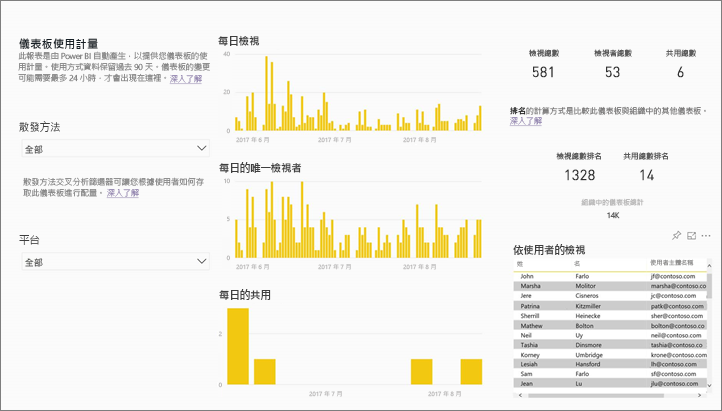 儀表板使用計量
此報表是由 Power BI 自動產生，以提供您儀表板的使
用計量。使用方式資料保留過去 90 天。儀表板的變更
可能需要最多 24 小時，才會出現在這裡。深入了解
散發方法
全部
散發方法交叉分析篩選器可讓您根據使用者如何存
取此儀表板進行配量。 深入了解
平台
全部
每日檢視
40
20
0
2017 年 6 月
2017 年 7 月
2017 年 8 月
每日的唯一檢視者
10
5
0
2017 年 6 月
2017 年 7 月
2017 年 8 月
每日的共用
2
0
2017 年 7 月
2017 年 8 月
檢視總數
檢視者總數
共用總數
581
53
6
排名的計算方式是比較此儀表板與組織中的其他儀表板。
深入了解
檢視總數排名
共用總數排名
1328
14
組織中的儀表板總計
14K
依使用者的檢視
姓 名 使用者主體名稱
John Farlo jf@contoso.com
Marsha Molitor marsha@contoso.co
Jere Cisneros jc@contoso.com
Patrina Kitzmiller patk@contoso.com
Sherrill Heinecke sher@contoso.com
Mathew Bolton bolton@contoso.co
Neil Uy neil@contoso.com
Tashia Dinsmore tashia@contoso.co
Korney Umbridge krone@contoso.com
Lesiah Hansford lh@contoso.com
Sam Farlo sf@contoso.com
Jean Lu jlu@contoso.com